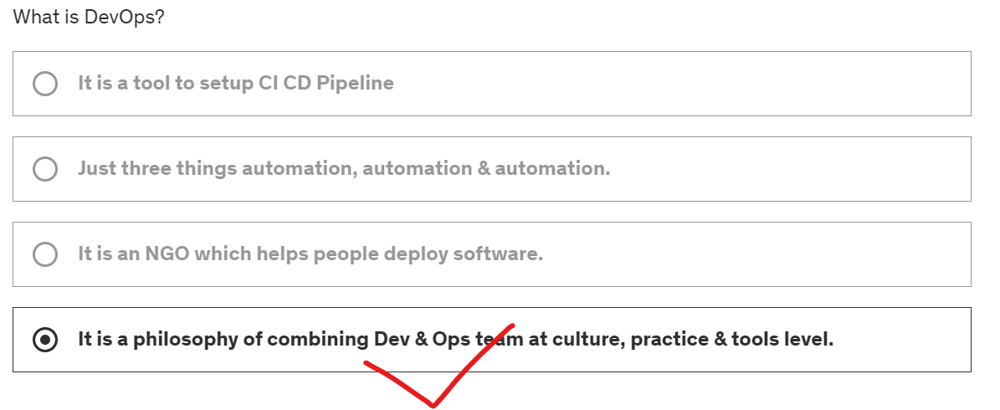 What is DevOps?
It is a tool to setup CI CD Pipeline
Just three things automation, automation & automation.
It is an NGO which helps people deploy software.
It is a philosophy of combining Dev & Ops team at culture, practice & tools level.